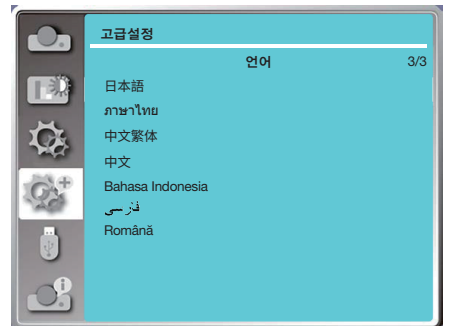 고급설정
언어 3/3
日本語
ภาษาไทย
中文繁体
中文
Bahasa Indonesia
فارسی
Română